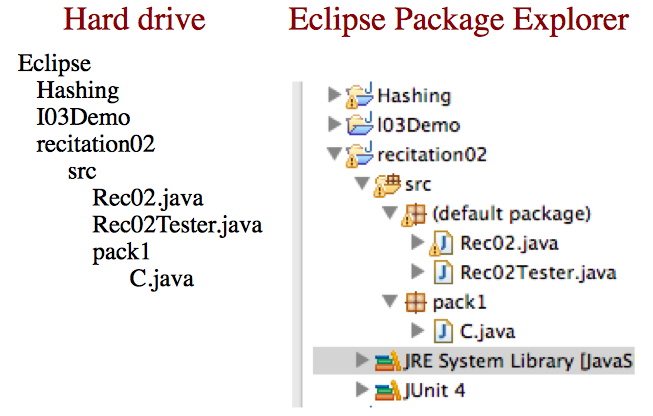 Hard drive
Eclipse Package Explorer
Eclipse
Hashing
I03Demo
recitation02
src
Rec02.java
Rec02Tester.java
pack1
C.java
Hashing
I03Demo
recitation02
src
(default package)
Rec02.java
Rec02Tester.java
pack1
C.java
JRE System Library [JavaS
JUnit 4